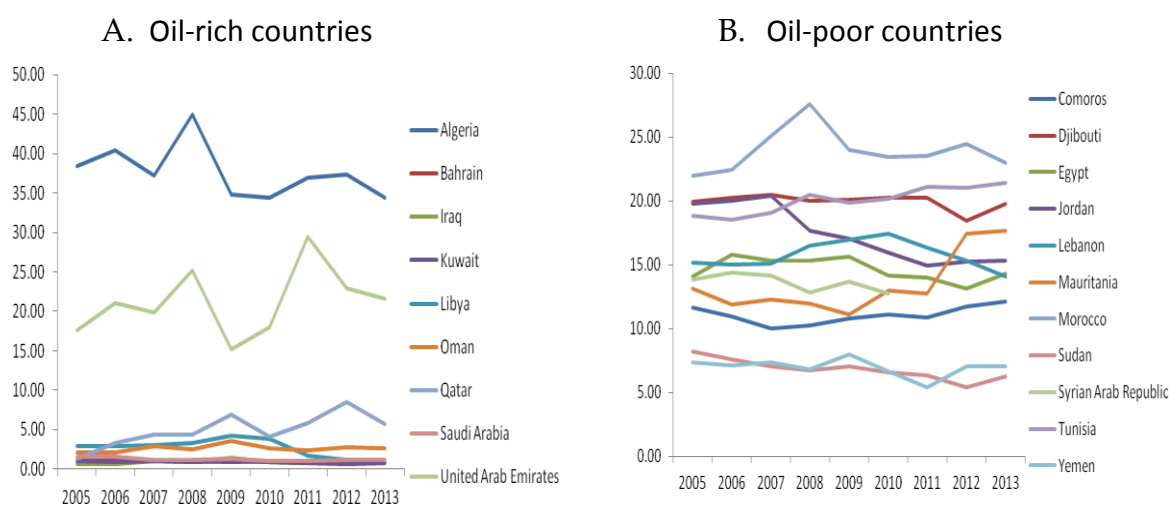 A. Oil-rich countries
50.00
45.00
40.00
35.00
30.00
25.00
20.00
15.00
10.00
5.00
0.00
2005 2006 2007 2008 2009 2010 2011 2012 2013
Algeria
Bahrain
Iraq
Kuwait
Libya
Oman
Qatar
Saudi Arabia
United Arab Emirates
B. Oil-poor countries
30.00
25.00
20.00
15.00
10.00
5.00
0.00
2005 2006 2007 2008 2009 2010 2011 2012 2013
Comoros
Djibouti
Egypt
Jordan
Lebanon
Mauritania
Morocco
Sudan
Syrian Arab Republic
Tunisia
Yemen